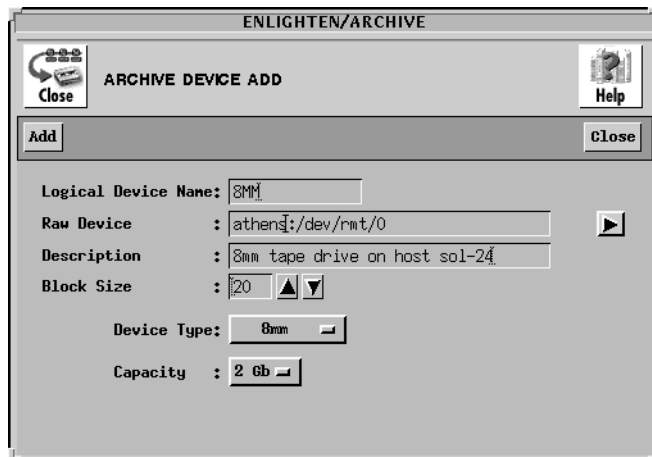 ENLIGHTEN/ARCHIVE
Close
ARCHIVE DEVICE ADD
Help
Add
Close
Logical Device Name: 8MM
Raw Device : athens:/dev/rmt/0
Description : 8mm tape drive on host sol-24
Block Size : 20
Device Type: 8mm
Capacity : 2 Gb